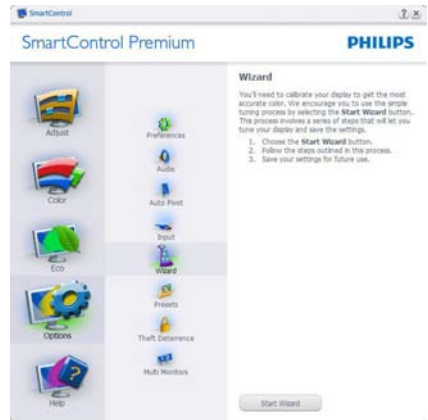 SmartControl
SmartControl Premium
PHILIPS
Adjust
Color
Eco
Options
Help
Preferences
Audio
Auto Pivot
Input
Wizard
Presets
Theft Deterrence
Multi Monitors
Wizard
You'll need to calibrate your display to get the most
accurate color. We encourage you to use the simple
tuning process by selecting the Start Wizard button.
This process involves a series of steps that will let you
tune your display and save the settings.
1. Choose the Start Wizard button.
2. Follow the steps outlined in this process.
3. Save your settings for future use.
Start Wizard